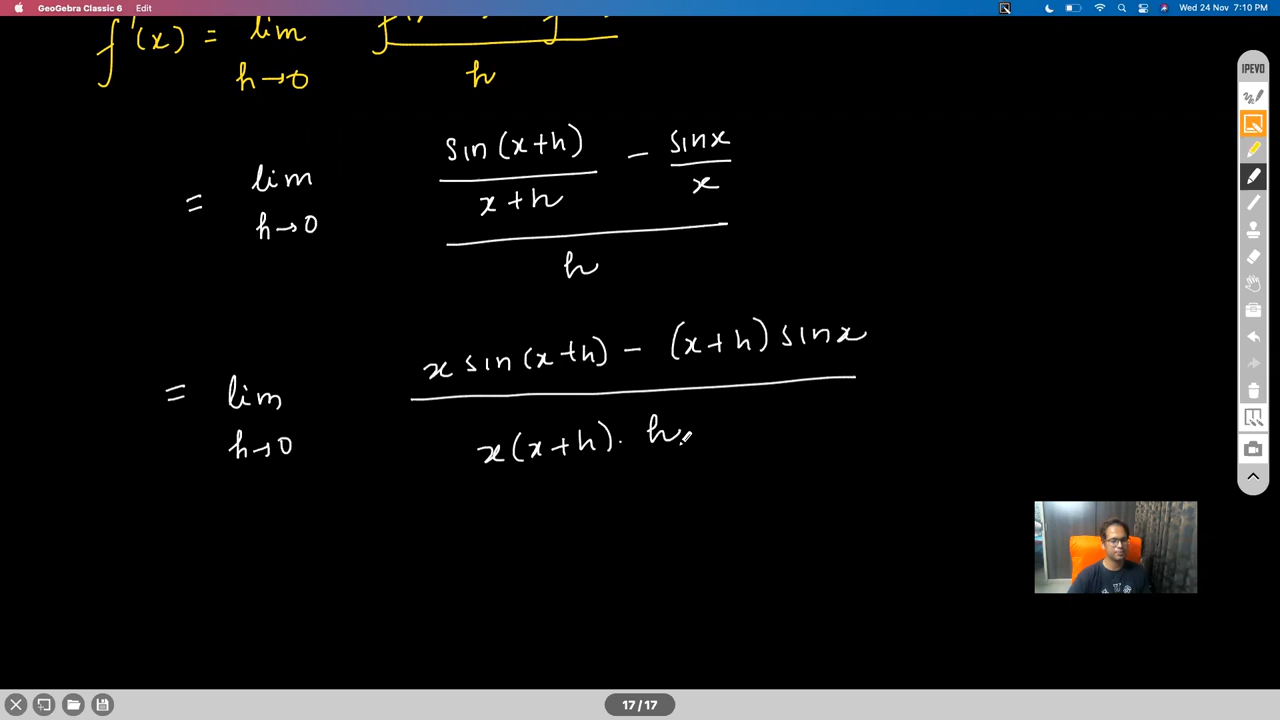 GeoGebra Classic 6 Edit Wed 24 Nov 7:10 PM
IPEVO
f'(x) = lim
h→0 h
sin(x+h) − sinx
= lim x+h x
h→0 h
x sin(x+h) − (x+h) sinx
= lim
h→0 x(x+h). h
17/17